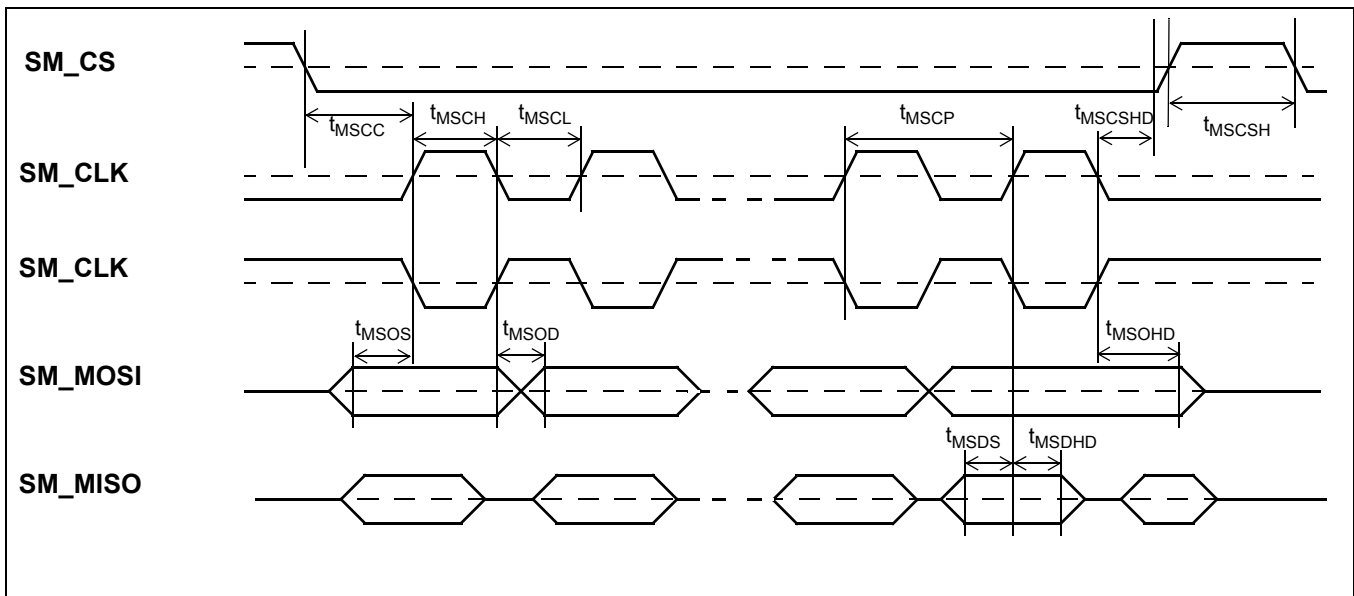 SM_CS
tMSCC
tMSCH
tMSCL
tMSCP
tMSCSHD
tMSCSH
SM_CLK
SM_CLK
tMSOS
tMSOD
tMSOHD
SM_MOSI
tMSDS
tMSDHD
SM_MISO